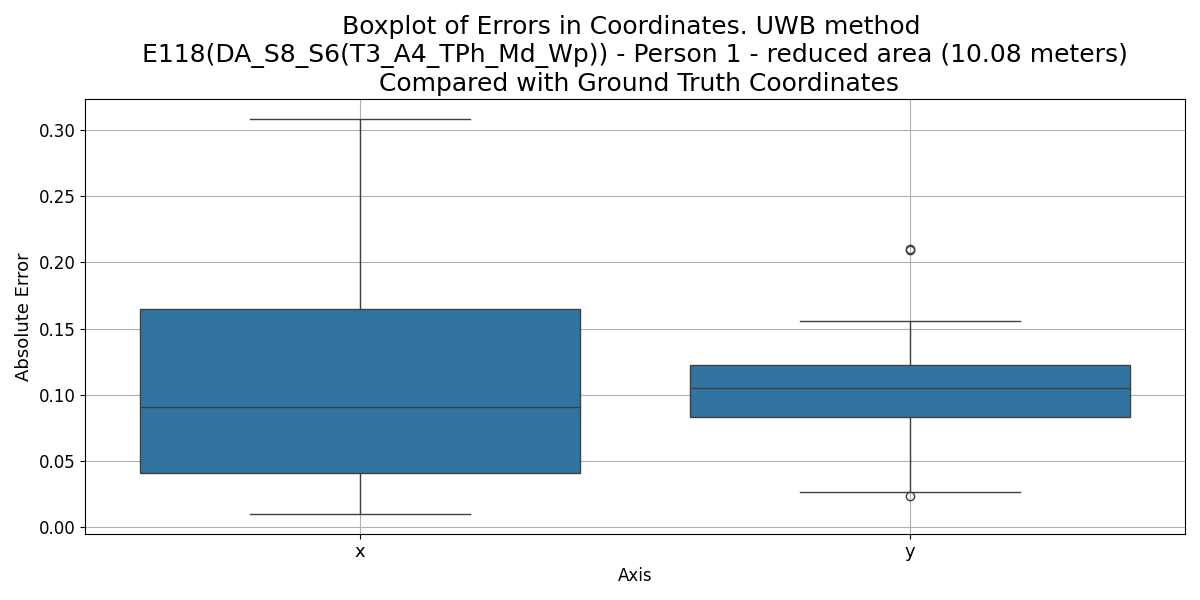 Boxplot of Errors in Coordinates. UWB method
E118(DA_S8_S6(T3_A4_TPh_Md_Wp)) - Person 1 - reduced area (10.08 meters)
Compared with Ground Truth Coordinates
Absolute Error
0.30
0.25
0.20
0.15
0.10
0.05
0.00
x
y
Axis